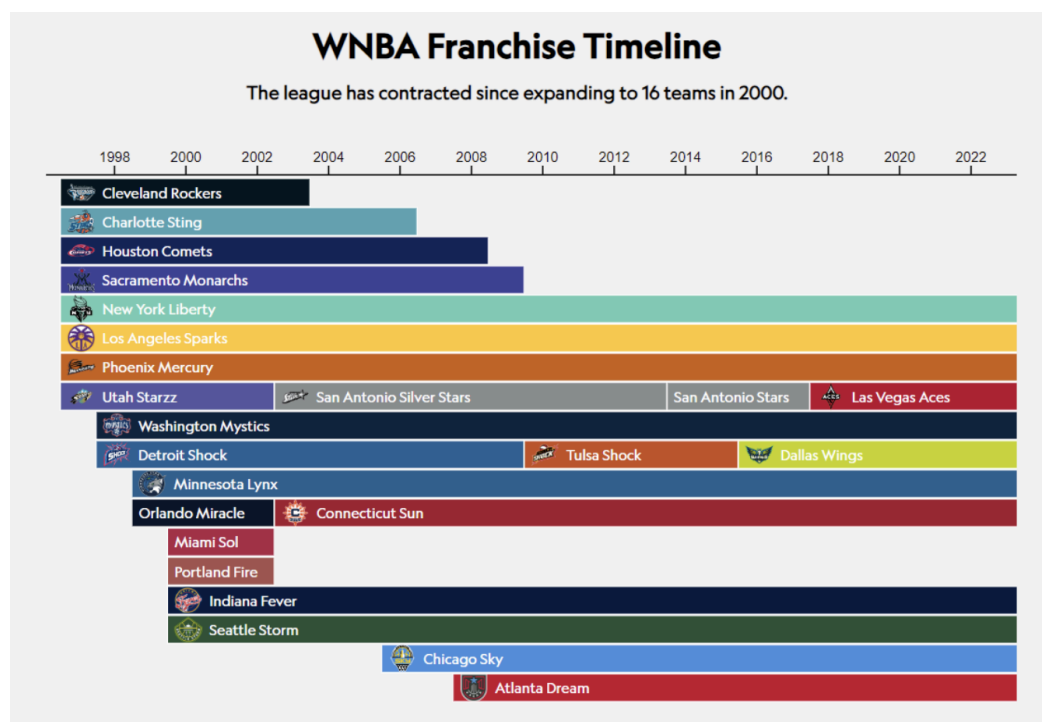 WNBA Franchise Timeline
The league has contracted since expanding to 16 teams in 2000.
1998 2000 2002 2004 2006 2008 2010 2012 2014 2016 2018 2020 2022
Cleveland Rockers
Charlotte Sting
Houston Comets
Sacramento Monarchs
New York Liberty
Los Angeles Sparks
Phoenix Mercury
Utah Starzz San Antonio Silver Stars San Antonio Stars ACES Las Vegas Aces
Washington Mystics
Detroit Shock Tulsa Shock Dallas Wings
Minnesota Lynx
Orlando Miracle Connecticut Sun
Miami Sol
Portland Fire
Indiana Fever
Seattle Storm
Chicago Sky
Atlanta Dream